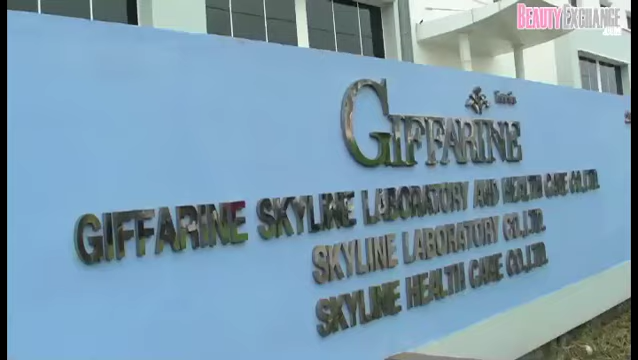 BEAUTY EXCHANGE
GIFFARINE
GIFFARINE SKYLINE LABORATORY AND HEALTH CARE CO.,LTD.
SKYLINE LABORATORY CO.,LTD.
SKYLINE HEALTH CARE CO.,LTD.